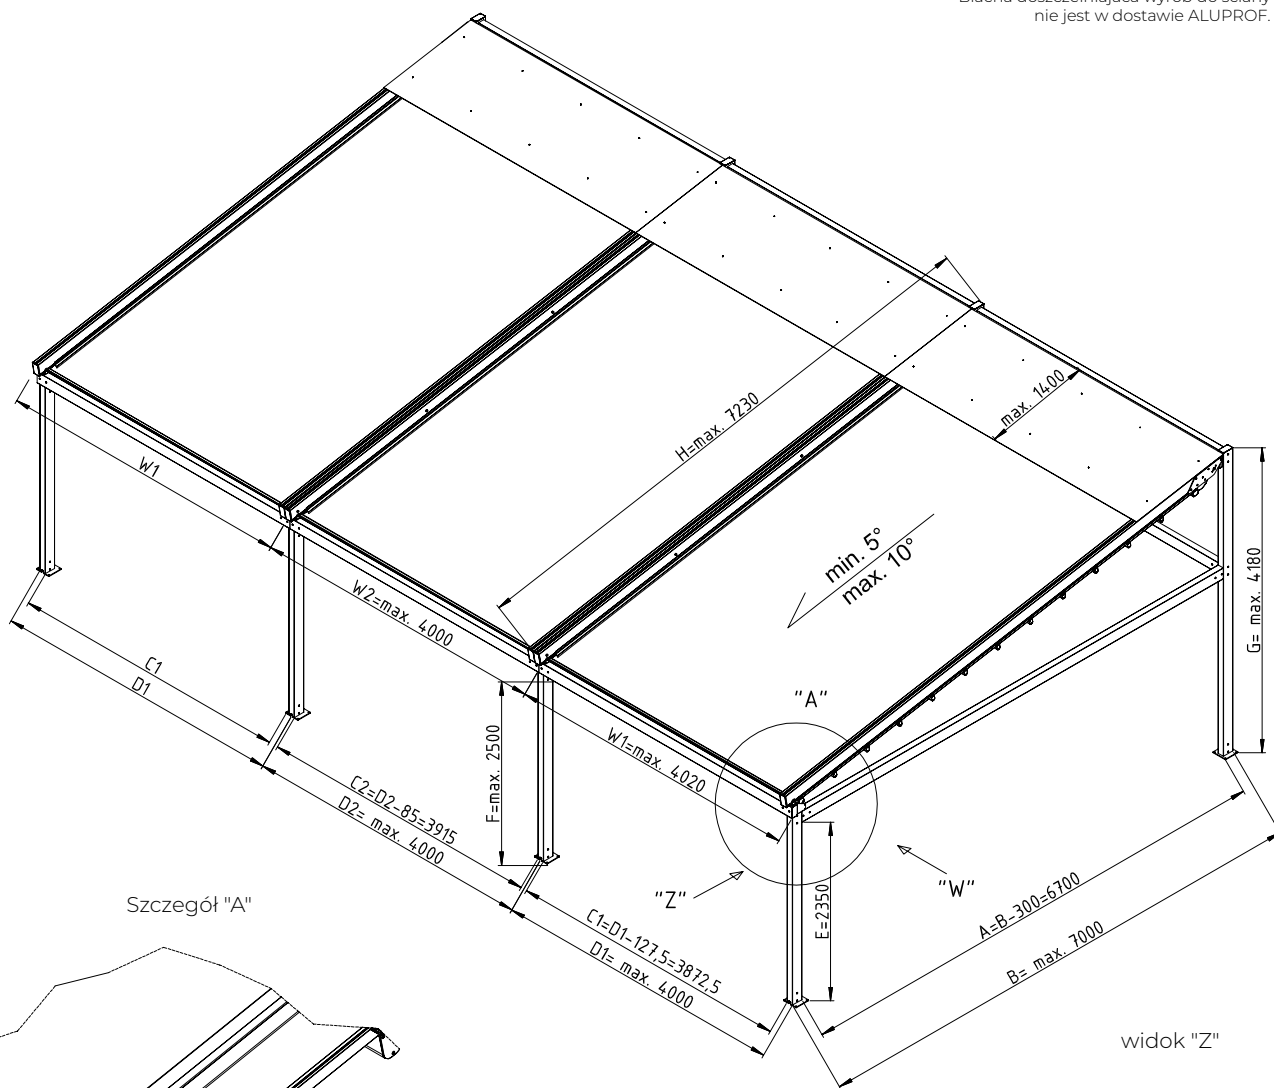 nie jest w dostawie ALUPROF.
H=max. 7230
max. 1400
W1
min. 5°
max. 10°
W2=max. 4000
G= max. 4180
"A"
C1
D1
W1=max. 4020
F=max. 2500
C2=D2-85=3915
D2= max. 4000
"Z"
"W"
E=2350
Szczegół "A"
C1=D1-127,5=3872,5
D1= max. 4000
A=B-300=6700
B= max. 7000
widok "Z"